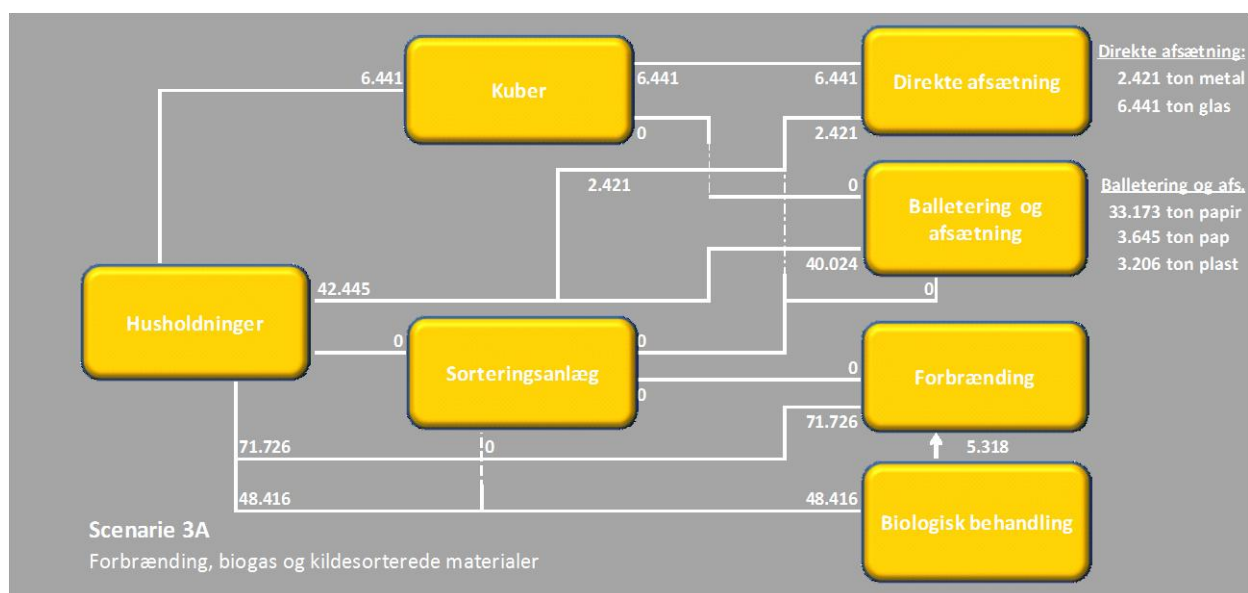 Direkte afsætning:
6.441
Kuber
6.441
6.441
Direkte afsætning
2.421 ton metal
6.441 ton glas
0
2.421
2.421
0
Balletering og afs.
Balletering og
afsætning
33.173 ton papir
3.645 ton pap
3.206 ton plast
40.024
42.445
0
Husholdninger
0
0
Sorteringsanlæg
0
0
Forbrænding
71.726
71.726
0
5.318
48.416
48.416
Biologisk behandling
Scenarie 3A
Forbrænding, biogas og kildesorterede materialer